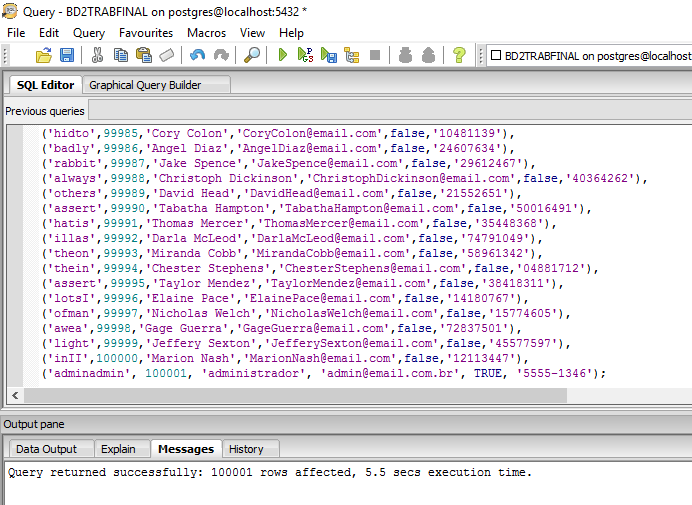 Query - BD2TRABFINAL on postgres@localhost:5432 *
File Edit Query Favourites Macros View Help
SQL BD2TRABFINAL on postgres@localhost
SQL Editor Graphical Query Builder
Previous queries
('hidto',99985,'Cory Colon','CoryColon@email.com',false,'10481139'),
('badly',99986,'Angel Diaz','AngelDiaz@email.com',false,'24607634'),
('rabbit',99987,'Jake Spence','JakeSpence@email.com',false,'29612467'),
('always',99988,'Christoph Dickinson','ChristophDickinson@email.com',false,'40364262'),
('others',99989,'David Head','DavidHead@email.com',false,'21552651'),
('assert',99990,'Tabatha Hampton','TabathaHampton@email.com',false,'50016491'),
('hatis',99991,'Thomas Mercer','ThomasMercer@email.com',false,'35448368'),
('illas',99992,'Darla McLeod','DarlaMcLeod@email.com',false,'74791049'),
('theon',99993,'Miranda Cobb','MirandaCobb@email.com',false,'58961342'),
('thein',99994,'Chester Stephens','ChesterStephens@email.com',false,'04881712'),
('assert',99995,'Taylor Mendez','TaylorMendez@email.com',false,'38418311'),
('lotsI',99996,'Elaine Pace','ElainePace@email.com',false,'14180767'),
('ofman',99997,'Nicholas Welch','NicholasWelch@email.com',false,'15774605'),
('awea',99998,'Gage Guerra','GageGuerra@email.com',false,'72837501'),
('light',99999,'Jeffery Sexton','JefferySexton@email.com',false,'45577597'),
('inII',100000,'Marion Nash','MarionNash@email.com',false,'12113447'),
('adminadmin', 100001, 'administrador', 'admin@email.com.br', TRUE, '5555-1346');
Output pane
Data Output Explain Messages History
Query returned successfully: 100001 rows affected, 5.5 secs execution time.